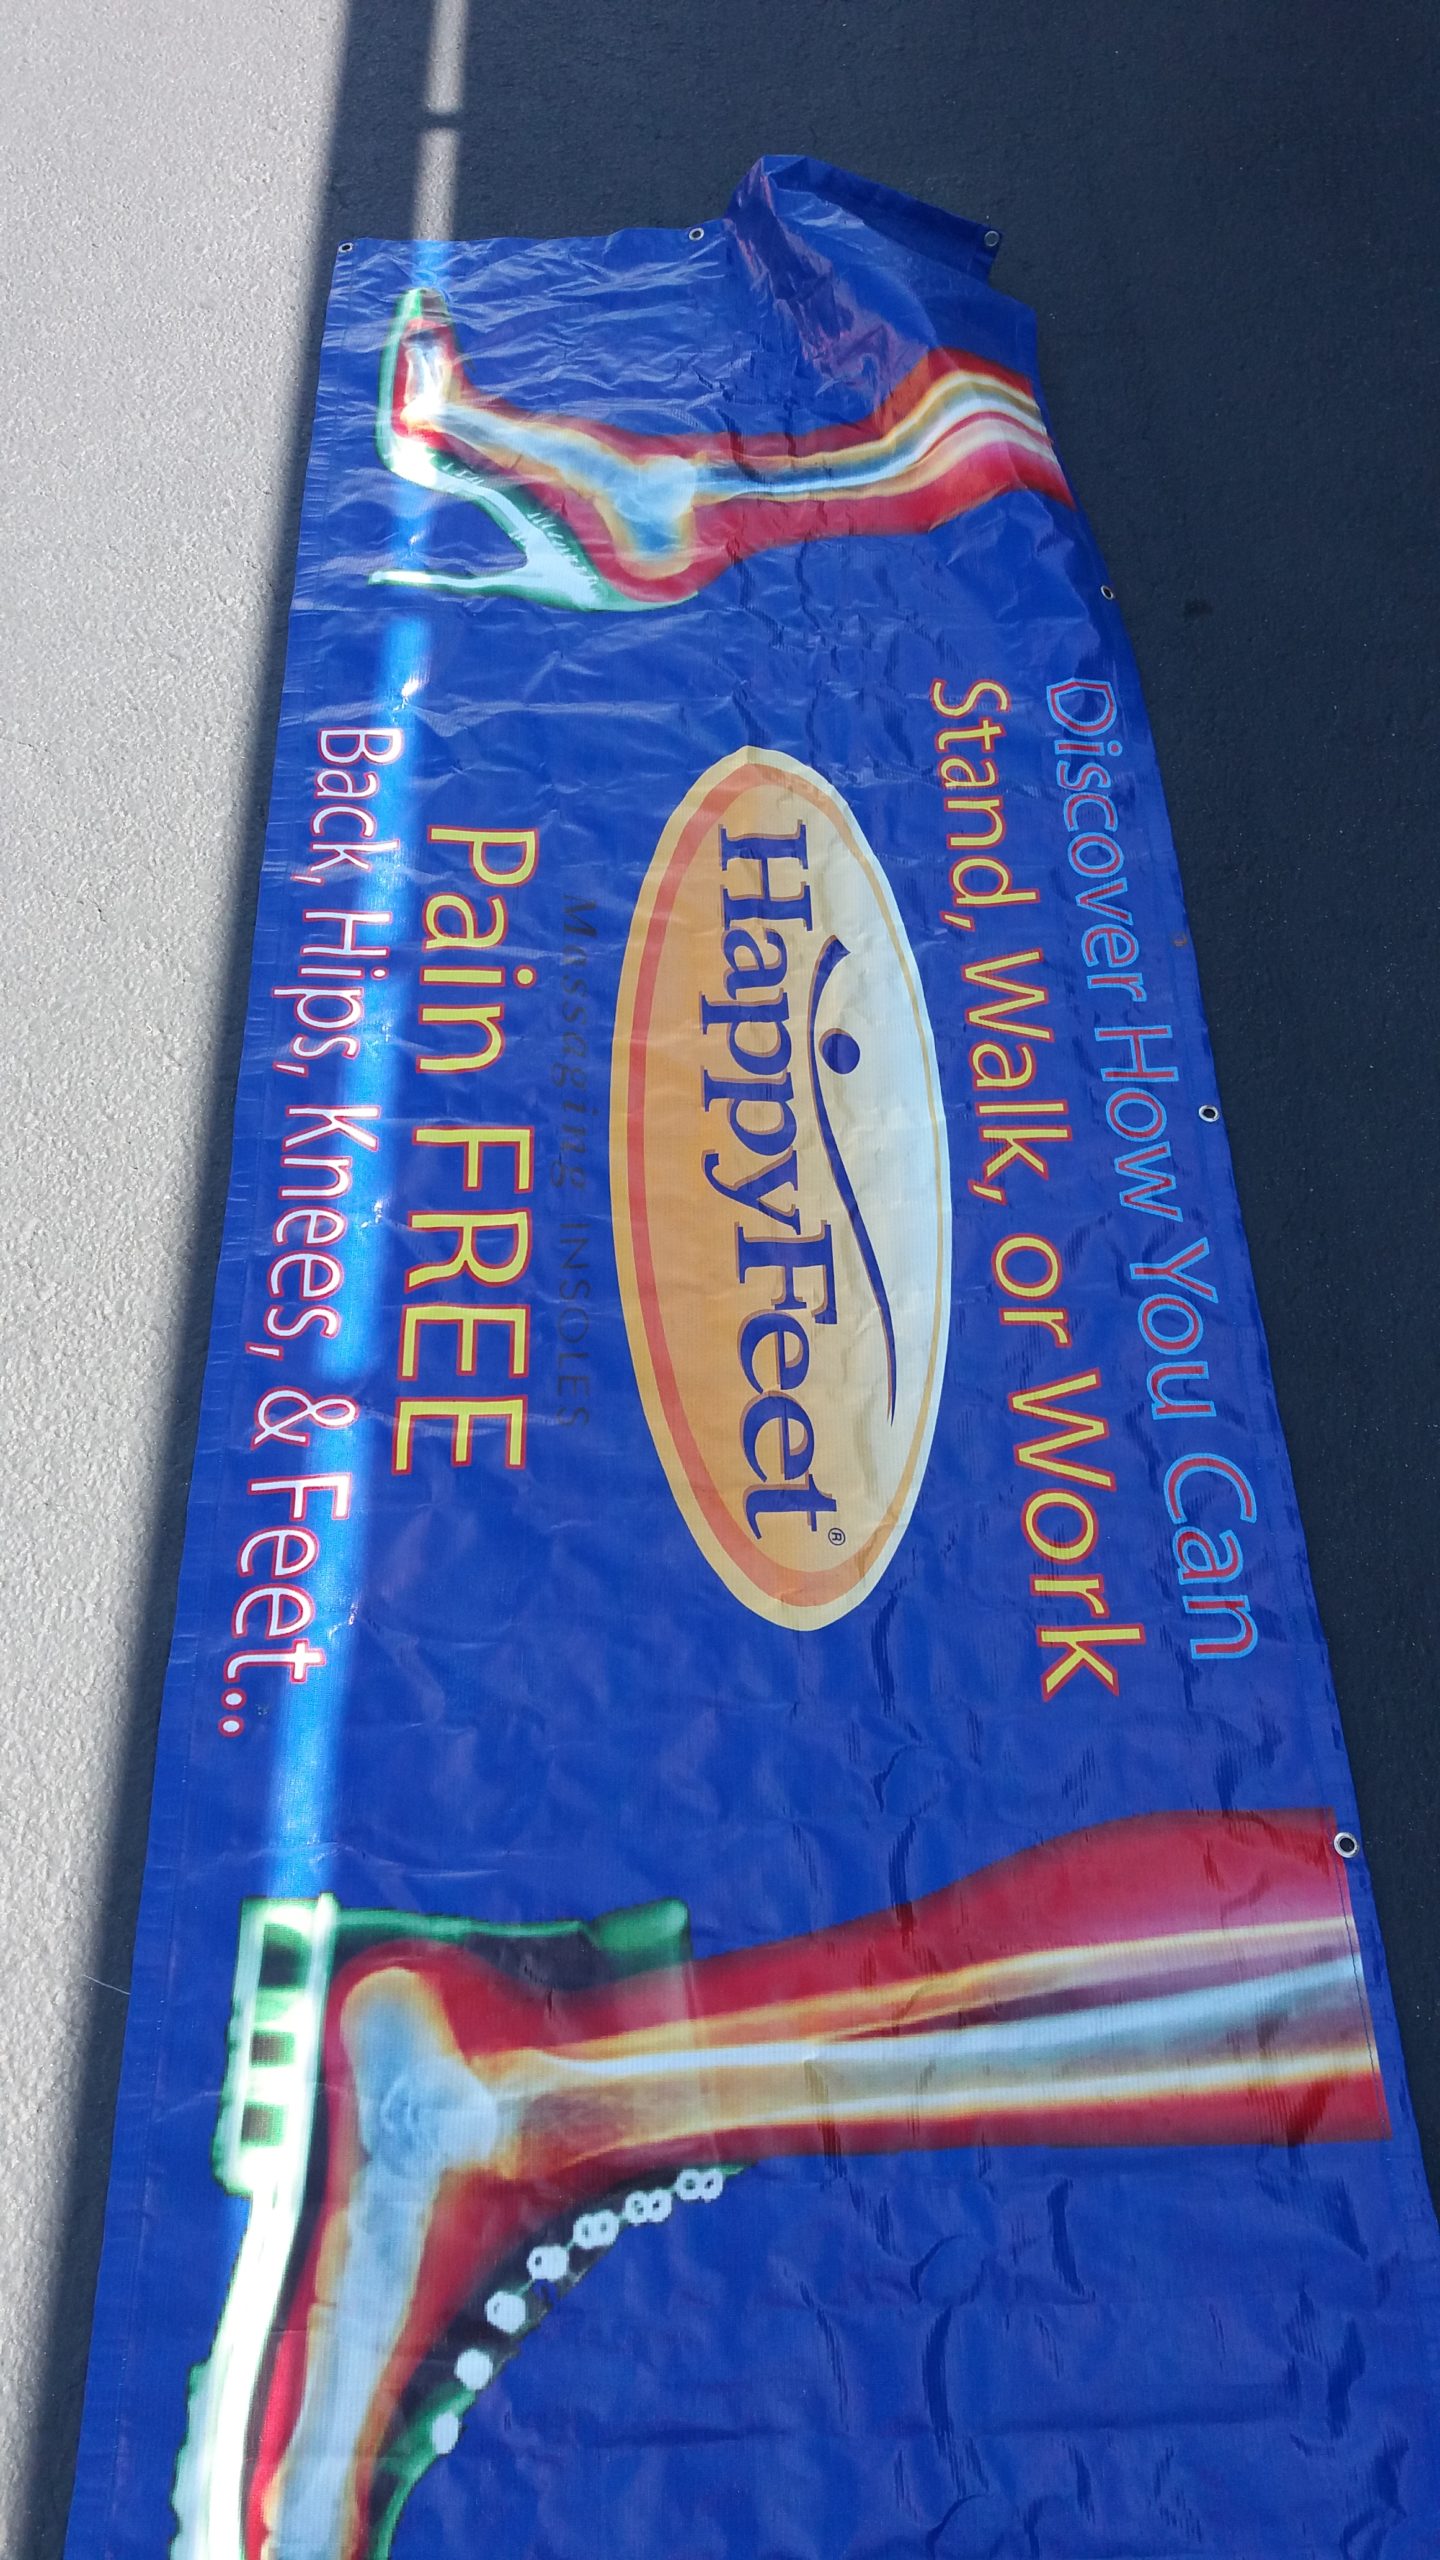 Discover How You Can
Stand, Walk, or Work
HappyFeet®
Massaging INSOLES
Pain FREE
Back, Hips, Knees, & Feet...